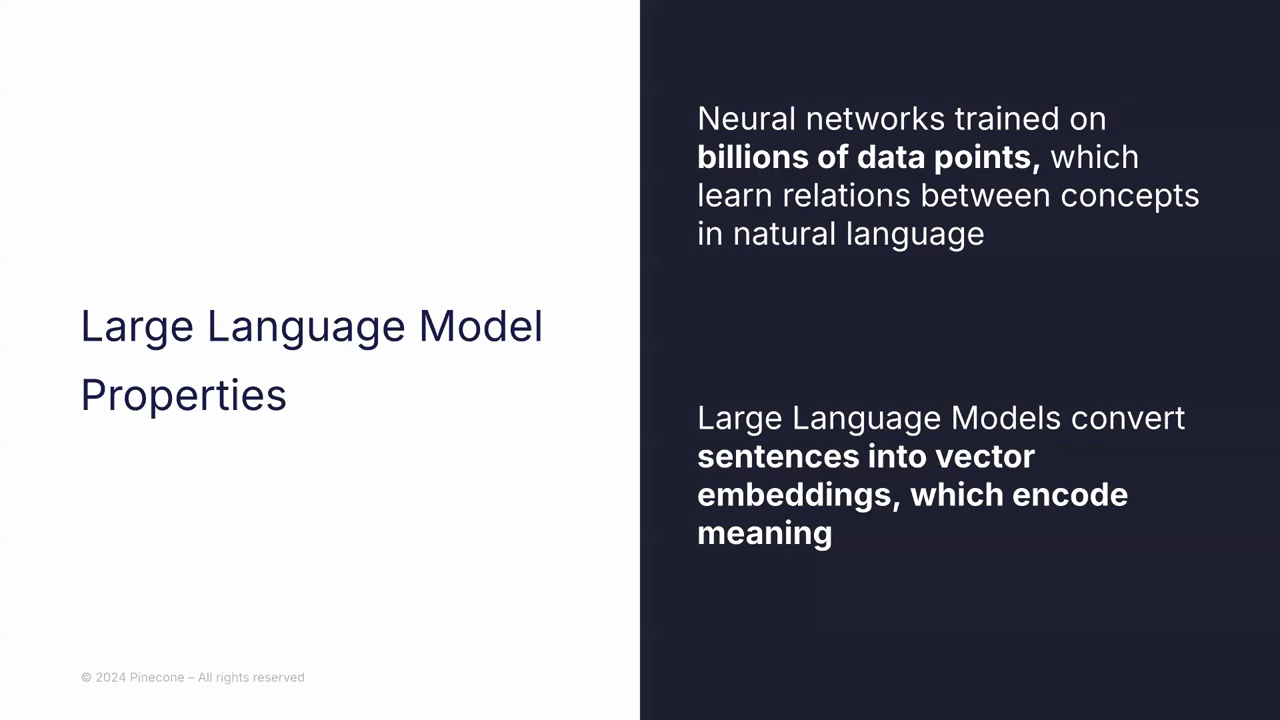 Large Language Model
Properties
Neural networks trained on
billions of data points, which
learn relations between concepts
in natural language
Large Language Models convert
sentences into vector
embeddings, which encode
meaning
© 2024 Pinecone – All rights reserved